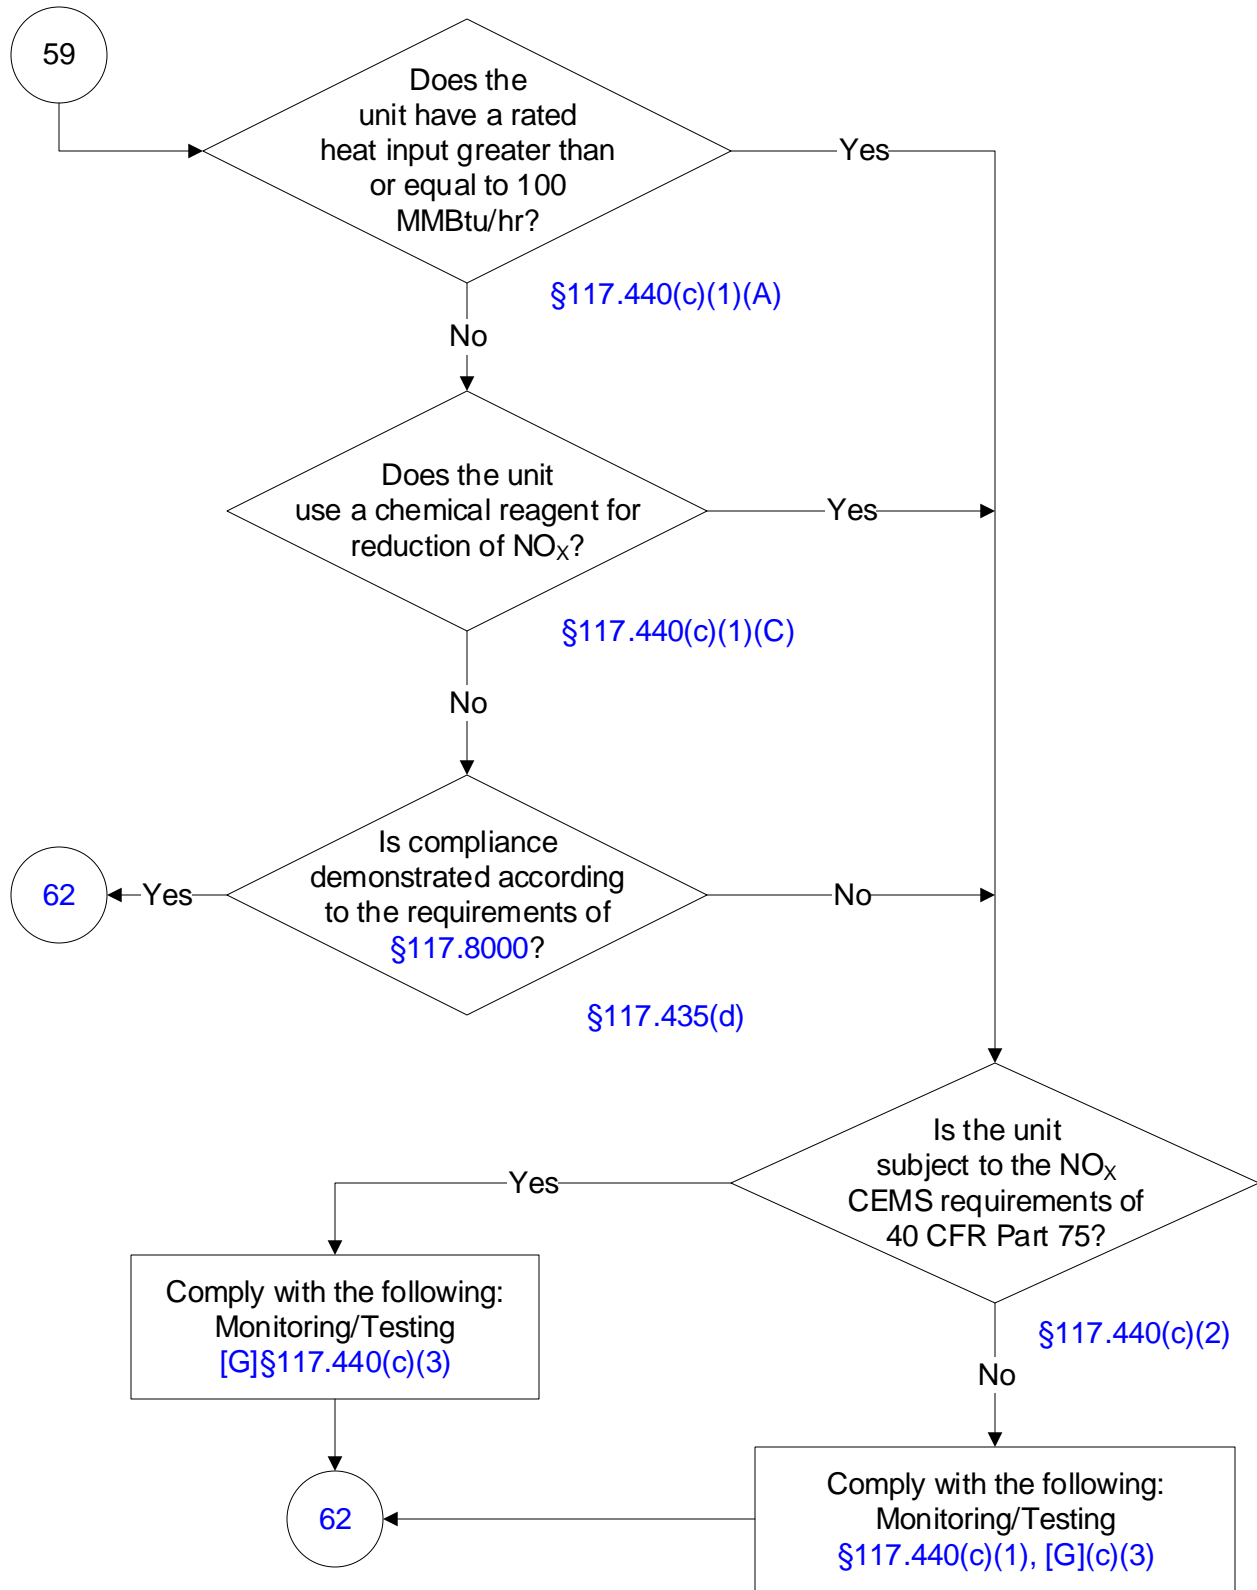 59
Does the
unit have a rated
heat input greater than
or equal to 100
MMBtu/hr?
Yes
§117.440(c)(1)(A)
No
Does the unit
use a chemical reagent for
reduction of NOX?
Yes
§117.440(c)(1)(C)
No
Is compliance
demonstrated according
to the requirements of
§117.8000?
62
Yes
No
§117.435(d)
Is the unit
subject to the NOX
CEMS requirements of
40 CFR Part 75?
Yes
§117.440(c)(2)
No
Comply with the following:
Monitoring/Testing
[G]§117.440(c)(3)
62
Comply with the following:
Monitoring/Testing
§117.440(c)(1), [G](c)(3)